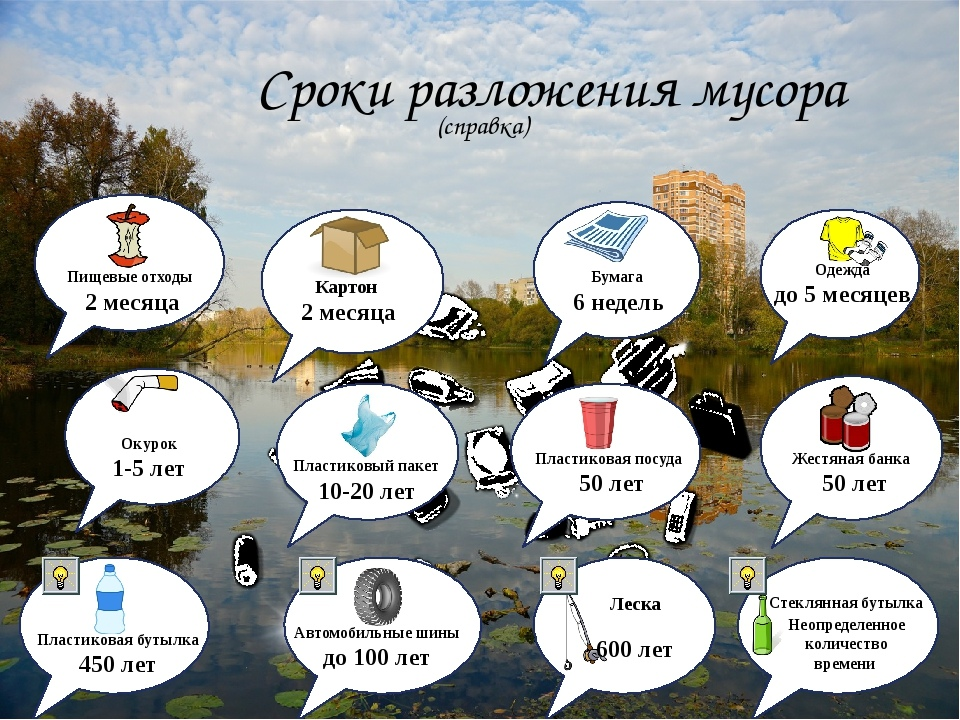 Сроки разложения мусора
(справка)
Пищевые отходы
2 месяца
Картон
2 месяца
Бумага
6 недель
Одежда
до 5 месяцев
Окурок
1-5 лет
Пластиковый пакет
10-20 лет
Пластиковая посуда
50 лет
Жестяная банка
50 лет
Пластиковая бутылка
450 лет
Автомобильные шины
до 100 лет
Леска
600 лет
Стеклянная бутылка
Неопределенное
количество
времени